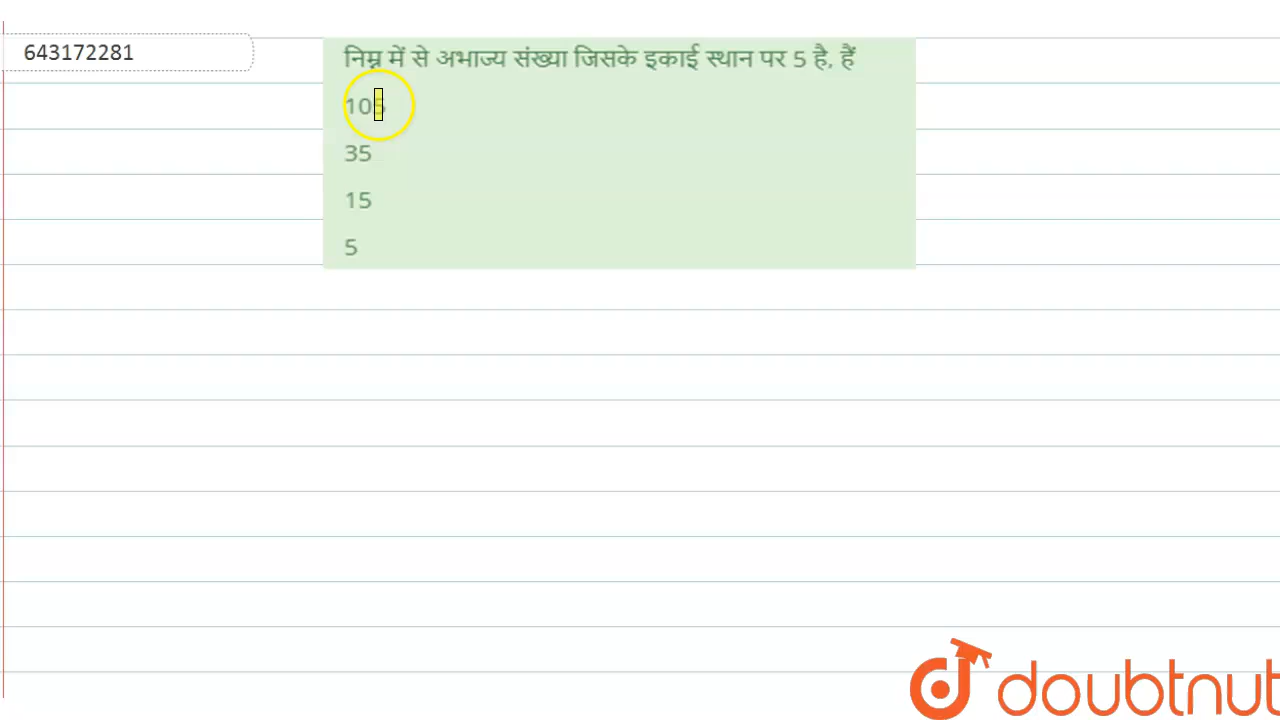 643172281
निम्न में से अभाज्य संख्या जिसके इकाई स्थान पर 5 है, हैं
105
35
15
5
doubtnut